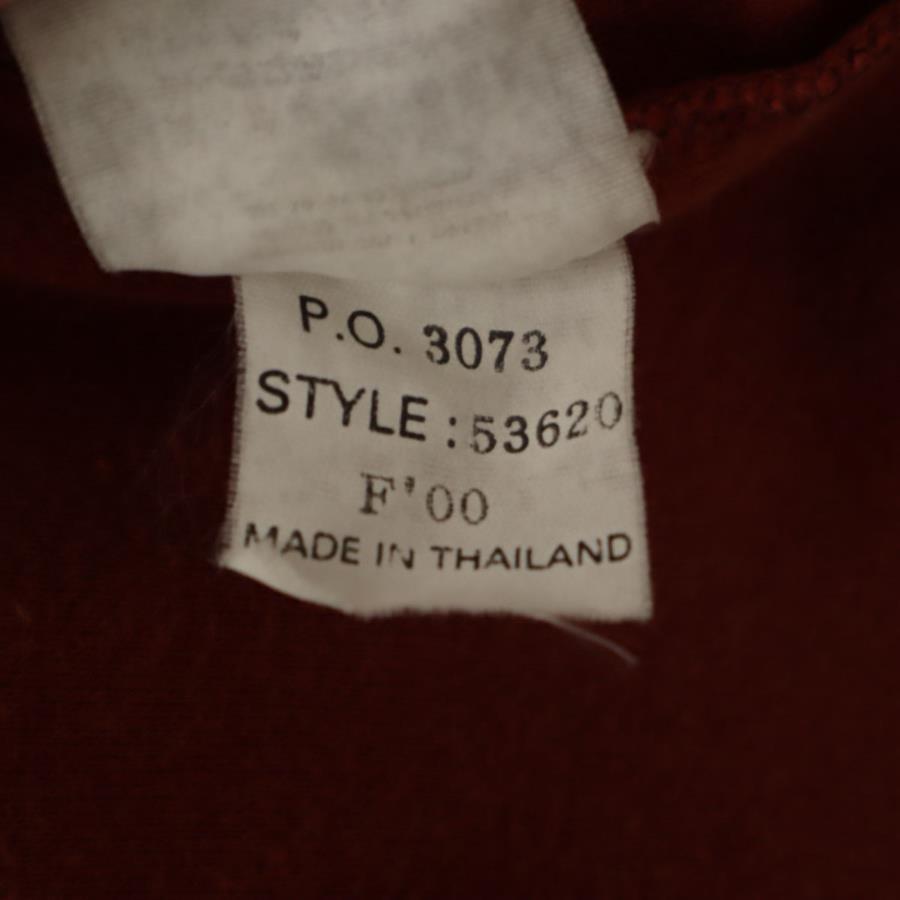 P.O. 3073
STYLE : 53620
F'00
MADE IN THAILAND